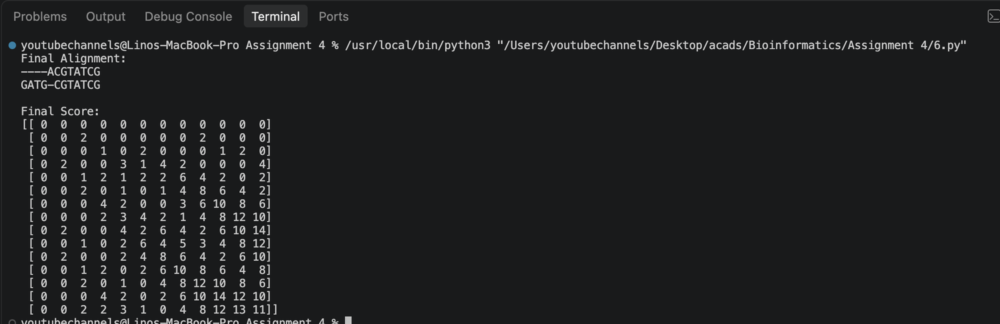 Problems Output Debug Console Terminal Ports
youtubechannels@Linos-MacBook-Pro Assignment 4 % /usr/local/bin/python3 "/Users/youtubechannels/Desktop/acads/Bioinformatics/Assignment 4/6.py"
Final Alignment:
----ACGTATCG
GATG-CGTATCG
Final Score:
[[ 0  0  0  0  0  0  0  0  0  0  0  0]
 [ 0  0  2  0  0  0  0  0  0  2  0  0  0]
 [ 0  0  0  1  0  2  0  0  0  1  2  0]
 [ 0  2  0  0  3  1  4  2  0  0  0  4]
 [ 0  0  1  2  1  2  2  6  4  2  0  2]
 [ 0  0  2  0  1  0  1  4  8  6  4  2]
 [ 0  0  0  4  2  0  0  3  6 10  8  6]
 [ 0  0  0  2  3  4  2  1  4  8 12 10]
 [ 0  2  0  0  4  2  6  4  2  6 10 14]
 [ 0  0  1  0  2  6  4  5  3  4  8 12]
 [ 0  2  0  0  2  4  8  6  4  2  6 10]
 [ 0  0  1  2  0  2  6 10  8  6  4  8]
 [ 0  0  2  0  1  0  4  8 12 10  8  6]
 [ 0  0  0  4  2  0  2  6 10 14 12 10]
 [ 0  0  2  2  3  1  0  4  8 12 13 11]]
youtubechannels@Linos-MacBook-Pro Assignment 4 %